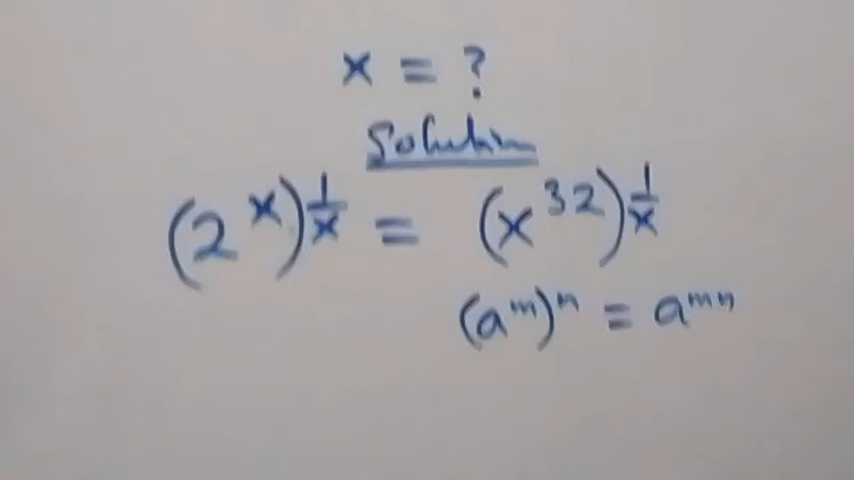 x = ?
Solution
(2^x)^{1/x} = (x^{32})^{1/x}
(a^m)^n = a^{mn}